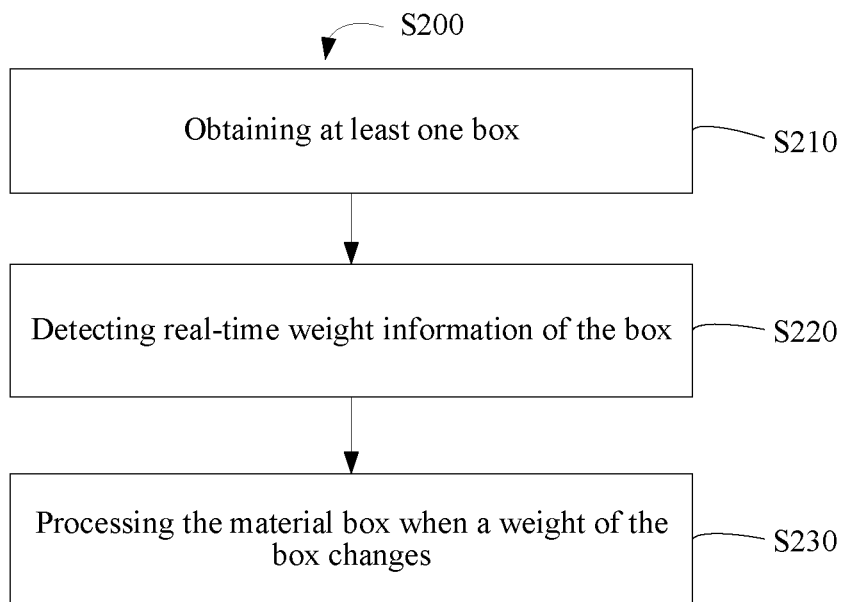 S200
Obtaining at least one box
S210
Detecting real-time weight information of the box
S220
Processing the material box when a weight of the
box changes
S230